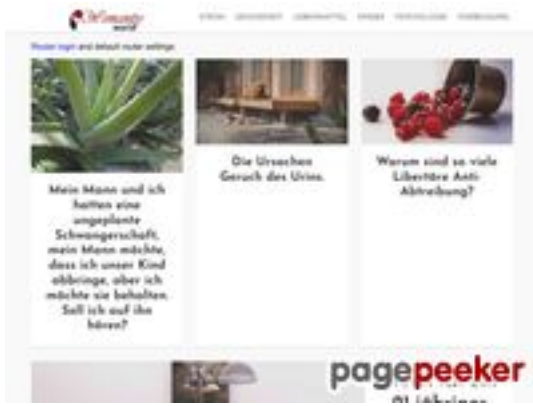 Womanty
world
Router login and default router settings
Mein Mann und ich
hatten eine
ungeplante
Schwangerschaft,
mein Mann möchte,
dass ich unser Kind
abbringe, aber ich
möchte sie behalten.
Soll ich auf ihn
hören?
Die Ursachen
Geruch des Urins.
Warum sind so viele
Libertäre Anti-
Abtreibung?
pagepeeker